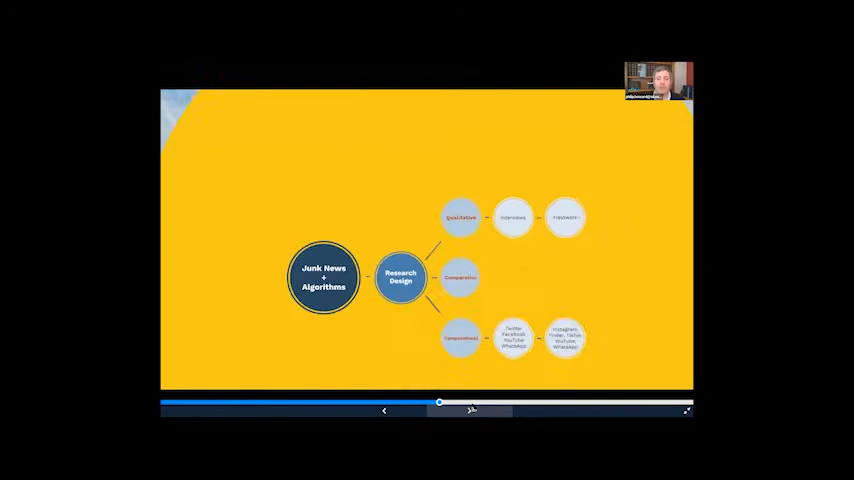 Junk News
+
Algorithms
Research
Design
Qualitative
Interviews
Fieldwork
Comparative
Computational
Twitter
Facebook
YouTube
WhatsApp
Instagram,
Tinder, TikTok,
YouTube,
WhatsApp